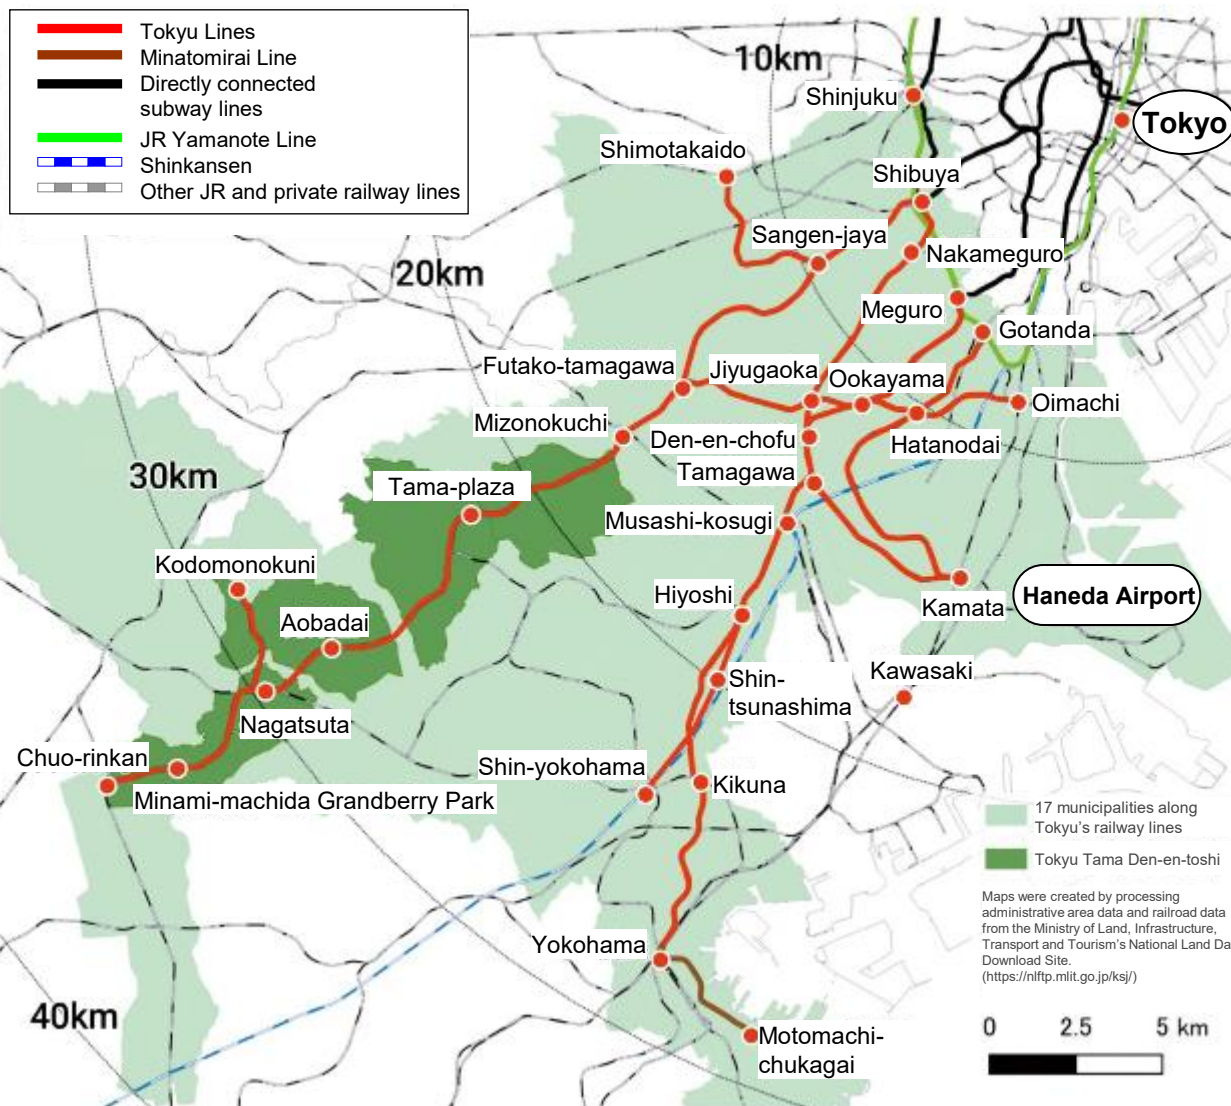 Tokyu Lines
Minatomirai Line
Directly connected
subway lines
JR Yamanote Line
Shinkansen
Other JR and private railway lines
10km
Shinjuku
Tokyo
Shimotakaido
Shibuya
Sangen-jaya
Nakameguro
20km
Meguro
Gotanda
Futako-tamagawa
Jiyugaoka
Ookayama
Oimachi
Mizonokuchi
Den-en-chofu
Hatanodai
30km
Tamagawa
Tama-plaza
Musashi-kosugi
Kodomonokuni
Hiyoshi
Kamata
Haneda Airport
Aobadai
Shin-
tsunashima
Kawasaki
Nagatsuta
Chuo-rinkan
Shin-yokohama
Kikuna
Minami-machida Grandberry Park
17 municipalities along
Tokyu's railway lines
Tokyu Tama Den-en-toshi
Maps were created by processing
administrative area data and railroad data
from the Ministry of Land, Infrastructure,
Transport and Tourism's National Land Da
Download Site.
(https://nlftp.mlit.go.jp/ksj/)
Yokohama
40km
Motomachi-
chukagai
0 2.5 5 km